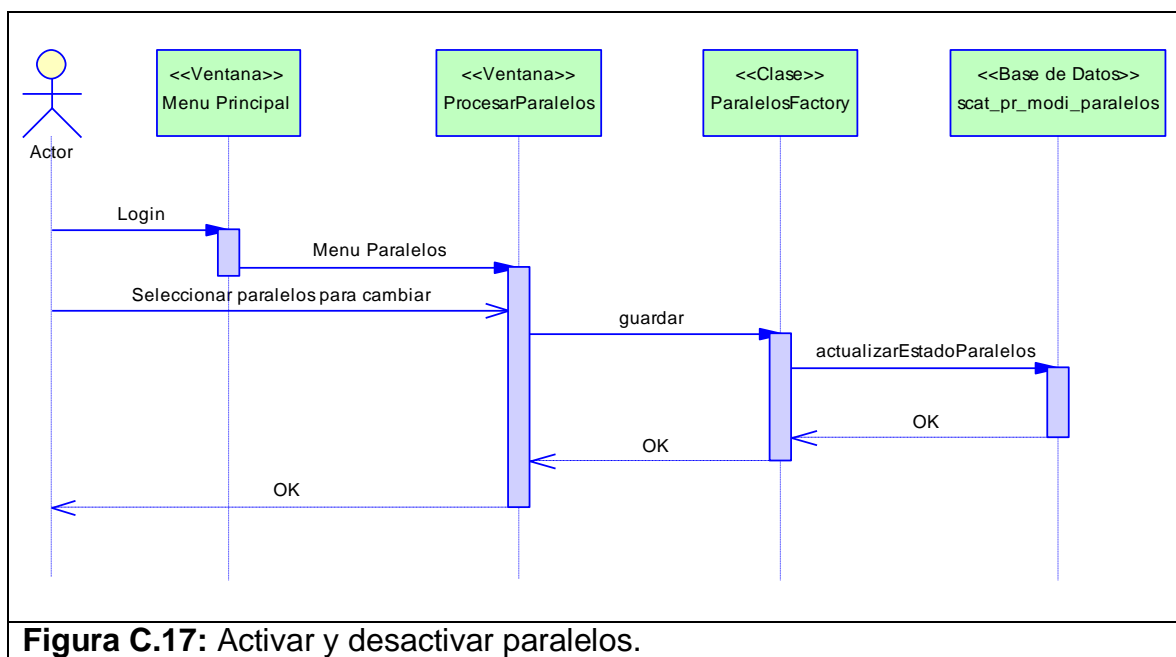 <<Ventana>>
Menu Principal
<<Ventana>>
ProcesarParalelos
<<Clase>>
ParalelosFactory
<<Base de Datos>>
scat_pr_modi_paralelos
Actor
Login
Menu Paralelos
Seleccionar paralelos para cambiar
guardar
actualizarEstadoParalelos
OK
OK
OK
Figura C.17: Activar y desactivar paralelos.